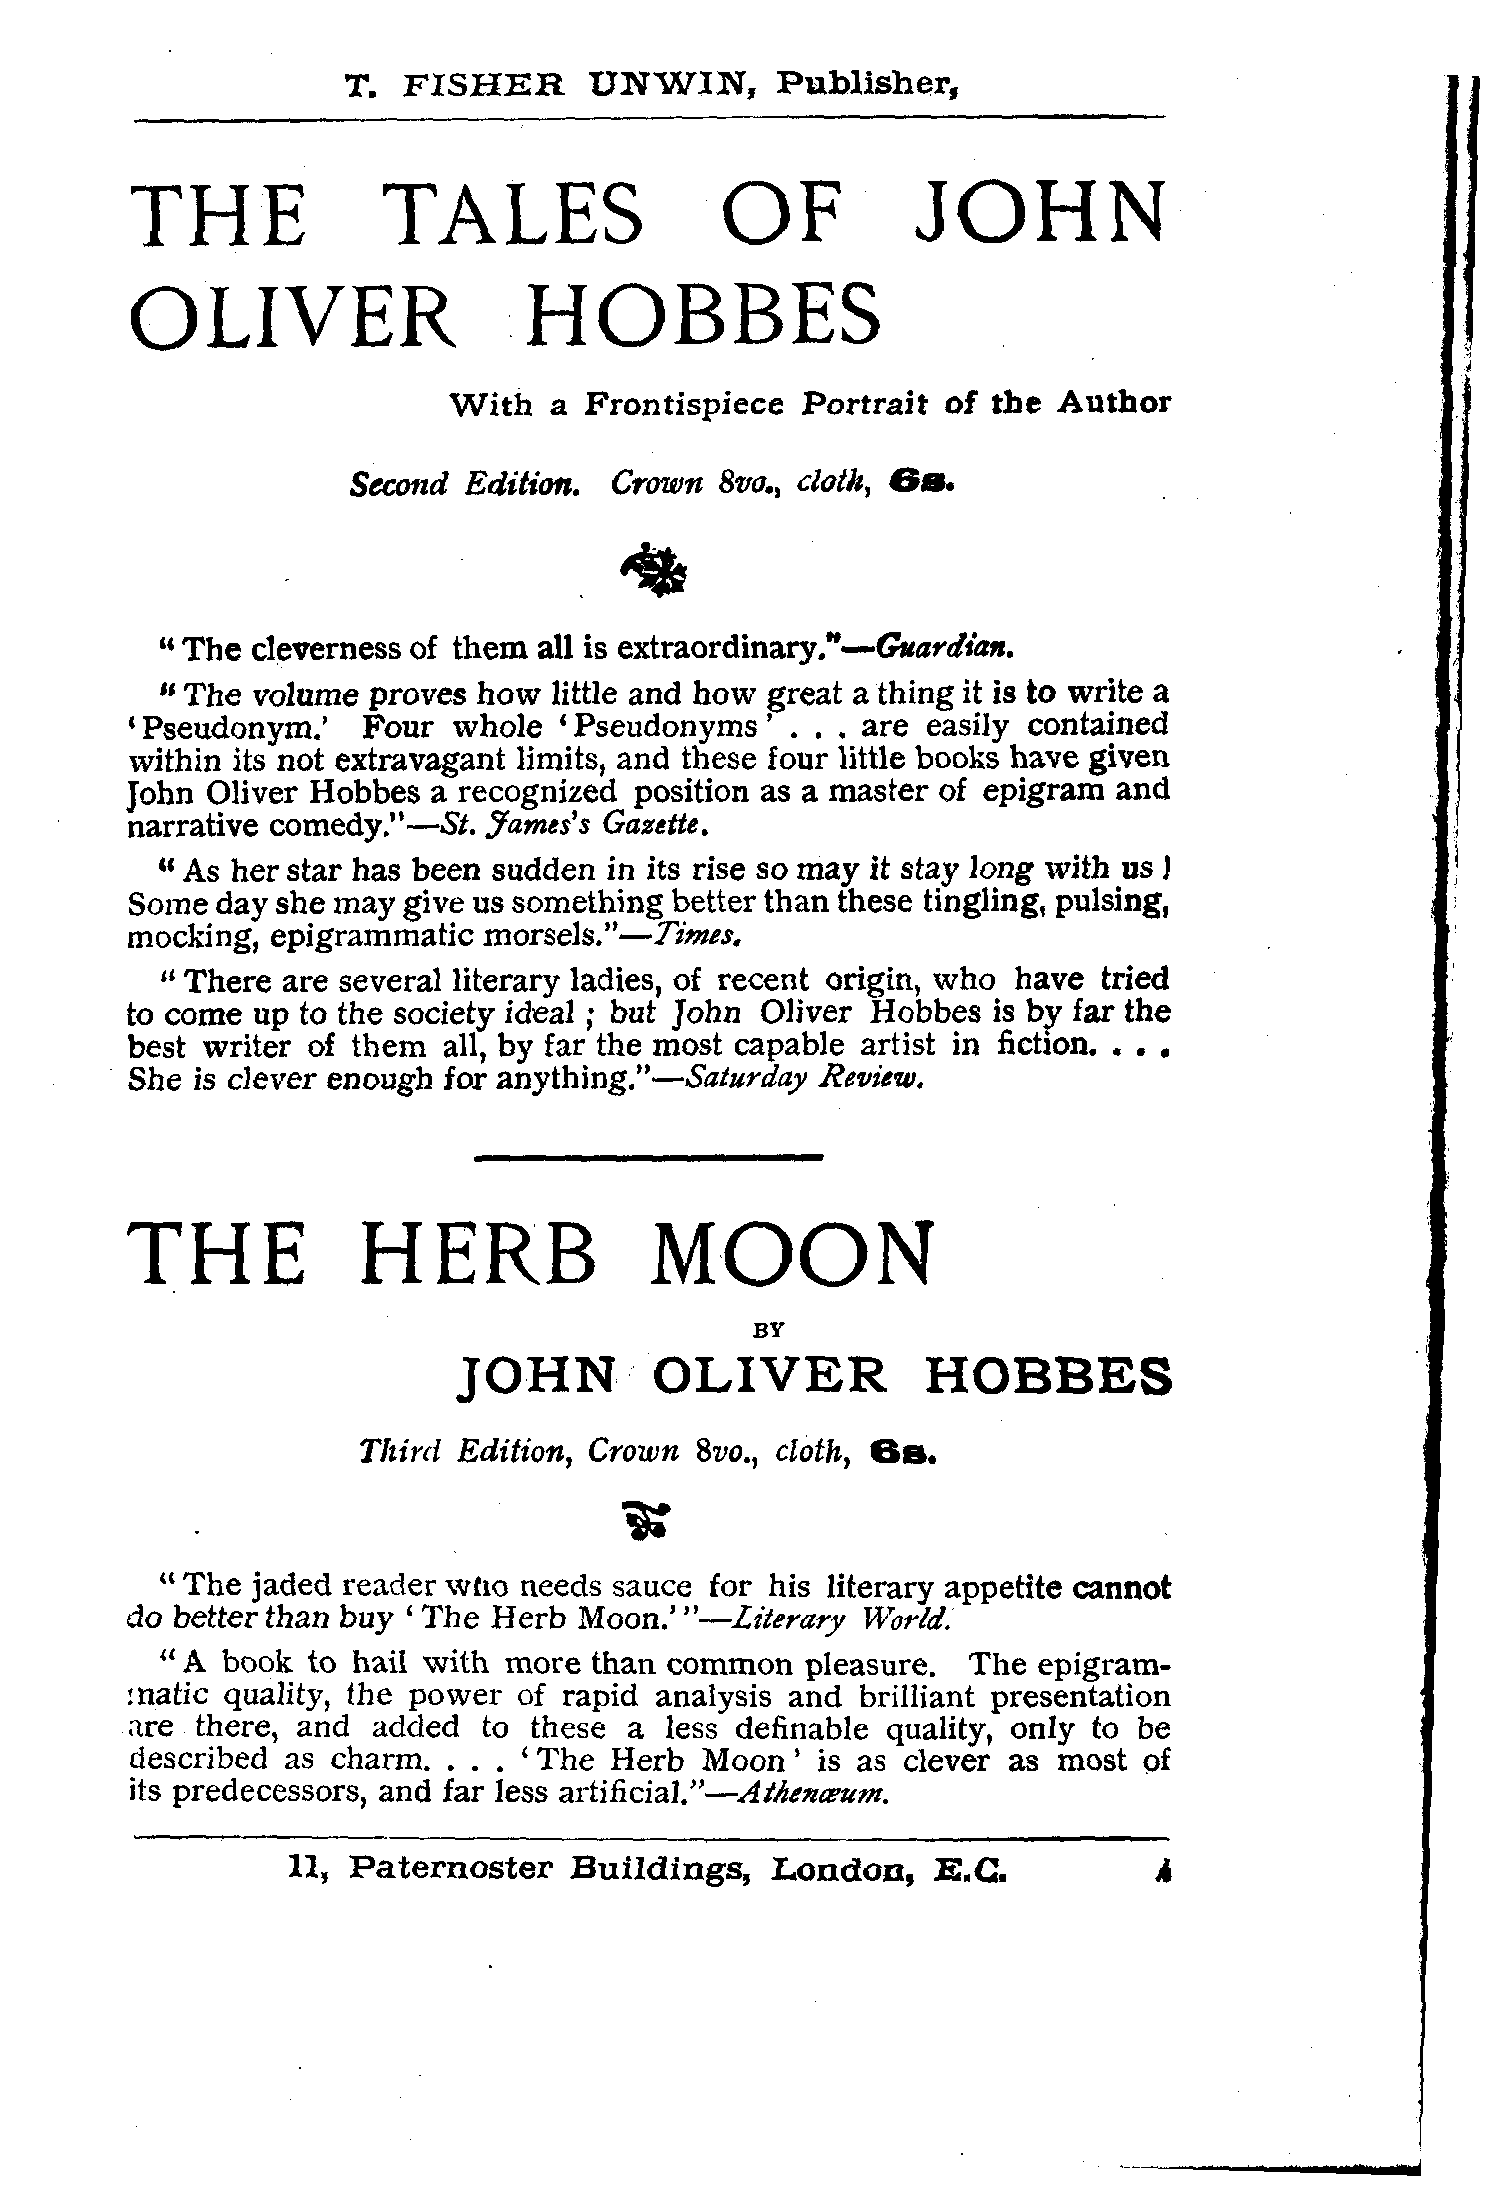 T. FISHER UNWIN, Publisher,
THE TALES OF JOHN
OLIVER HOBBES
With a Frontispiece Portrait of the Author
Second Edition. Crown 8vo., cloth, 6s.
“The cleverness of them all is extraordinary.”—Guardian.
“The volume proves how little and how great a thing it is to write a
‘Pseudonym.’ Four whole ‘Pseudonyms’ . . . are easily contained
within its not extravagant limits, and these four little books have given
John Oliver Hobbes a recognized position as a master of epigram and
narrative comedy.”—St. James's Gazette.
“As her star has been sudden in its rise so may it stay long with us!
Some day she may give us something better than these tingling, pulsing,
mocking, epigrammatic morsels.”—Times.
“There are several literary ladies, of recent origin, who have tried
to come up to the society ideal; but John Oliver Hobbes is by far the
best writer of them all, by far the most capable artist in fiction. . . .
She is clever enough for anything.”—Saturday Review.
THE HERB MOON
BY
JOHN OLIVER HOBBES
Third Edition, Crown 8vo., cloth, 6s.
“The jaded reader who needs sauce for his literary appetite cannot
do better than buy ‘The Herb Moon.’”—Literary World.
“A book to hail with more than common pleasure. The epigram-
matic quality, the power of rapid analysis and brilliant presentation
are there, and added to these a less definable quality, only to be
described as charm. . . . ‘The Herb Moon’ is as clever as most of
its predecessors, and far less artificial.”—Athenæum.
11, Paternoster Buildings, London, E.C.